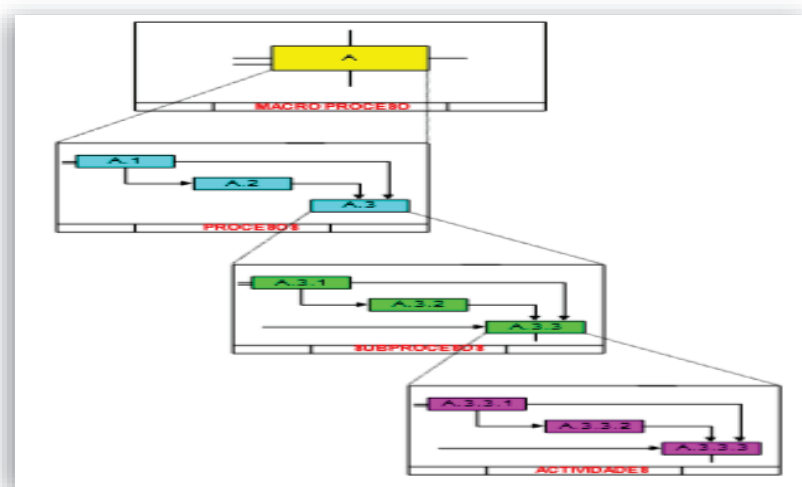 A
MACRO PROCESO
A.1
A.2
A.3
PROCESOS
A.3.1
A.3.2
A.3.3
SUBPROCESOS
A.3.3.1
A.3.3.2
A.3.3.3
ACTIVIDADES